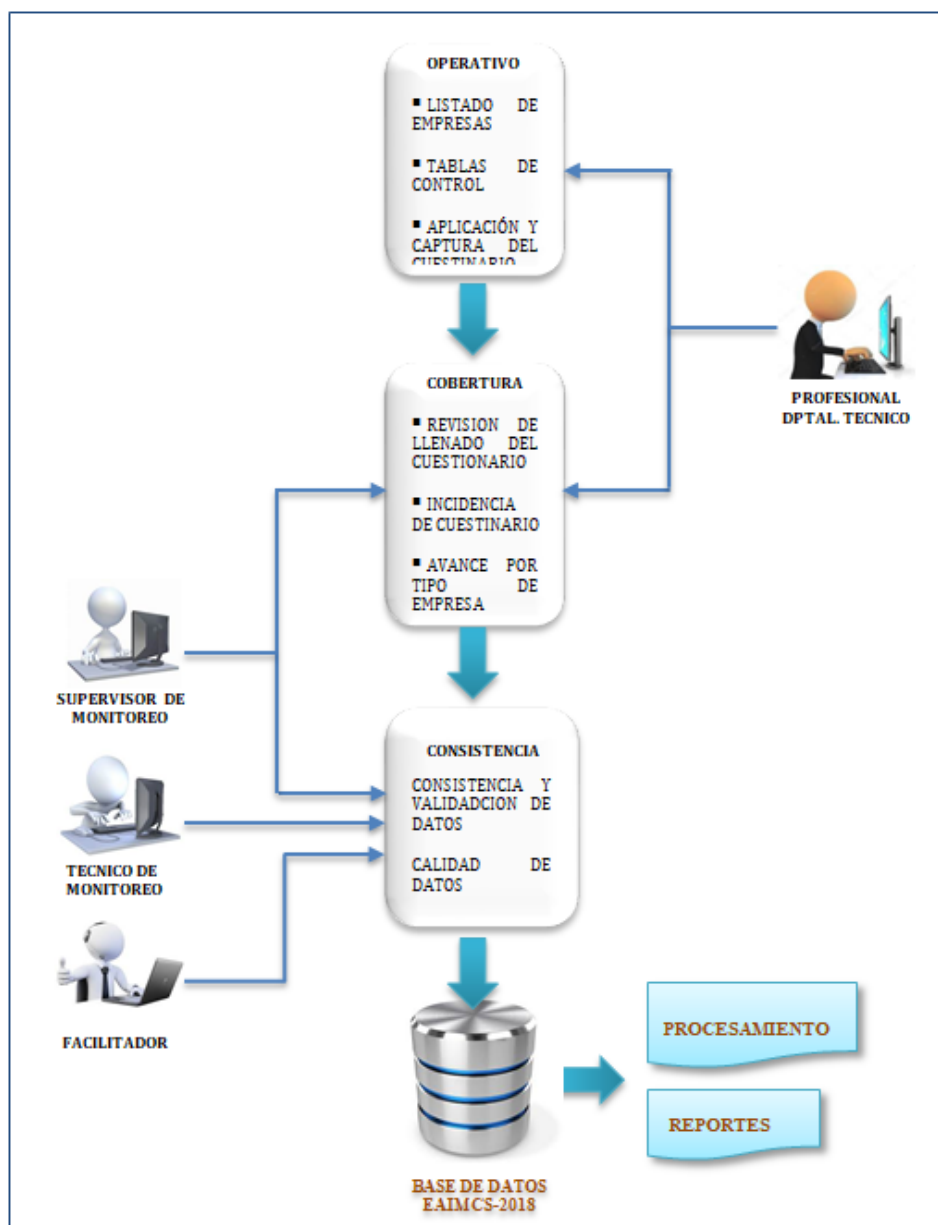 OPERATIVO
▪ LISTADO DE
EMPRESAS
▪ TABLAS DE
CONTROL
▪ APLICACIÓN Y
CAPTURA DEL
CUESTINARIO
COBERTURA
▪ REVISION DE
LLENADO DEL
CUESTIONARIO
▪ INCIDENCIA
DE CUESTINARIO
▪ AVANCE POR
TIPO DE
EMPRESA
PROFESIONAL
DPTAL. TECNICO
SUPERVISOR DE
MONITOREO
TECNICO DE
MONITOREO
FACILITADOR
CONSISTENCIA
CONSISTENCIA Y
VALIDADCION DE
DATOS
CALIDAD DE
DATOS
BASE DE DATOS
EAIMCS-2018
PROCESAMIENTO
REPORTES